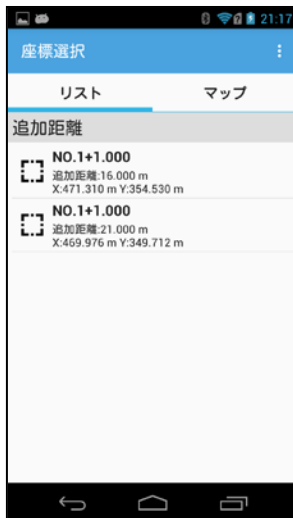 21:17
座標選択
リスト
マップ
追加距離
NO.1+1.000
追加距離:16.000 m
X:471.310 m Y:354.530 m
NO.1+1.000
追加距離:21.000 m
X:469.976 m Y:349.712 m